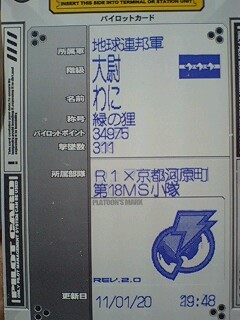 INSERT THIS SIDE INTO TERMINAL OR STATION UNIT
パイロットカード
所属軍 地球連邦軍
階級 大尉
名前 わに
称号 緑の狸
パイロットポイント 34975
撃墜数 311
所属部隊 R1×京都河原町
第18MS小隊
PLATOON'S MARK
REV.2.0
更新日 11/01/20 19:48
PILOT CARD